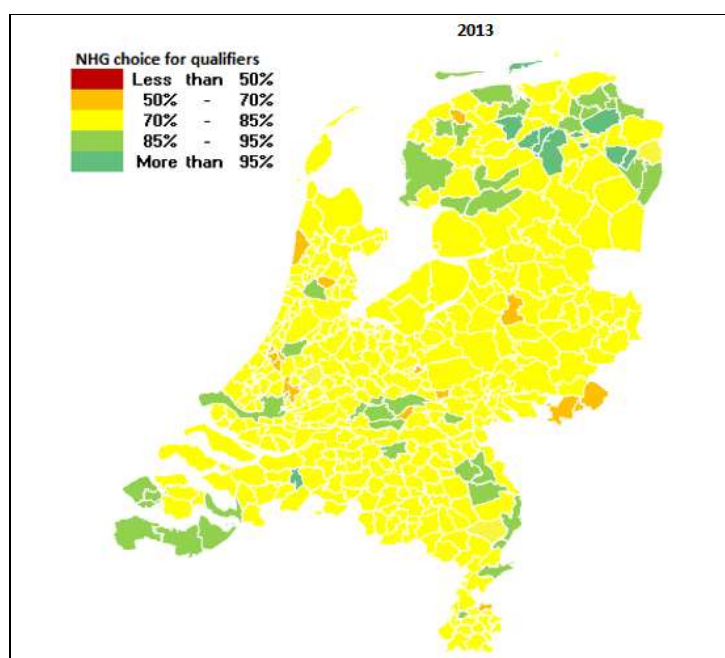 2013
NHG choice for qualifiers
Less than 50%
50% - 70%
70% - 85%
85% - 95%
More than 95%